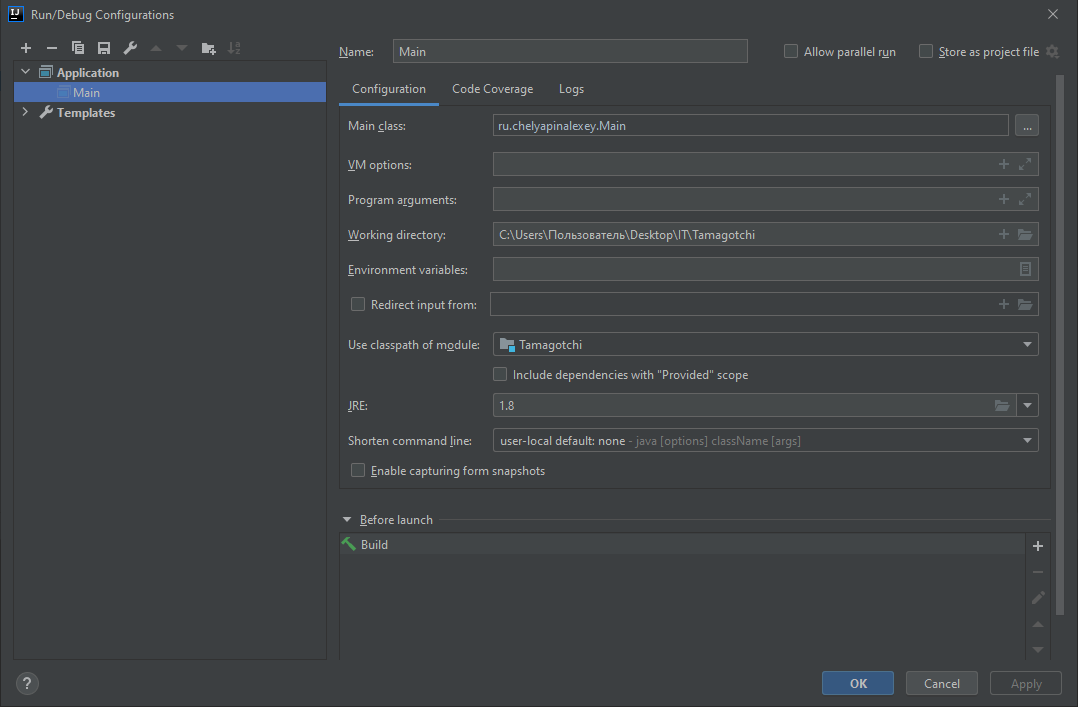 Run/Debug Configurations
Name: Main
Allow parallel run
Store as project file
Application
Main
Templates
Configuration Code Coverage Logs
Main class: ru.chelyapinalexey.Main ...
VM options:
Program arguments:
Working directory: C:\Users\Пользователь\Desktop\IT\Tamagotchi
Environment variables:
Redirect input from:
Use classpath of module: Tamagotchi
Include dependencies with "Provided" scope
JRE: 1.8
Shorten command line: user-local default: none - java [options] className [args]
Enable capturing form snapshots
Before launch
Build
? OK Cancel Apply